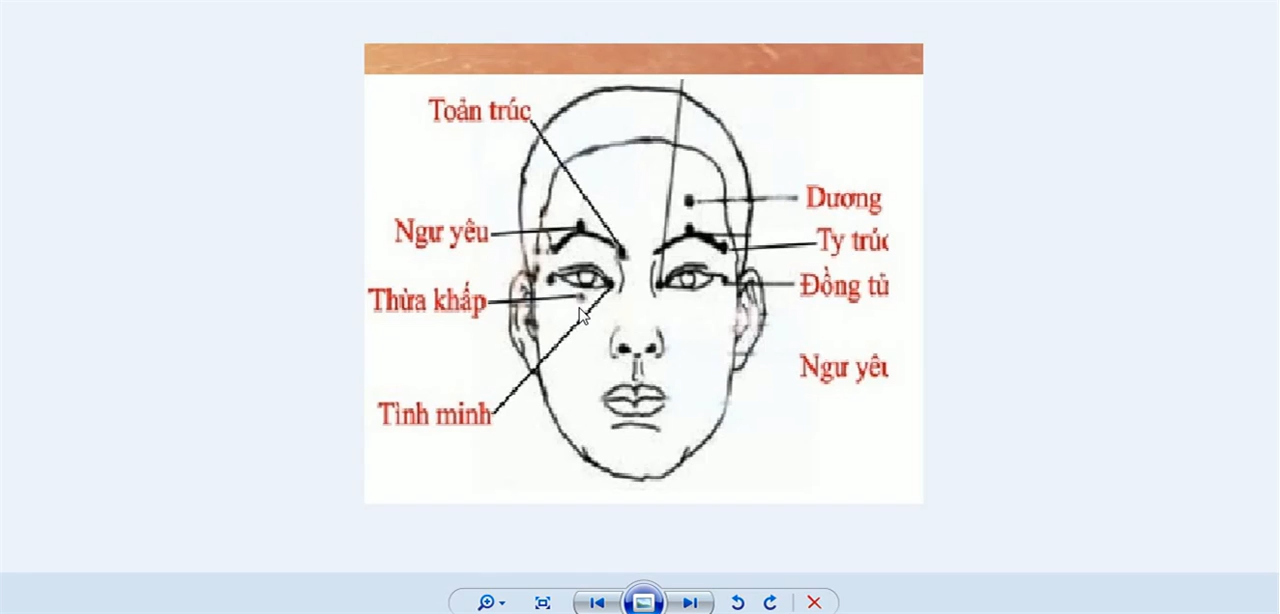 Toản trúc
Dương
Ngư yêu
Ty trúc
Đồng tử
Thừa khấp
Ngư yêu
Tình minh